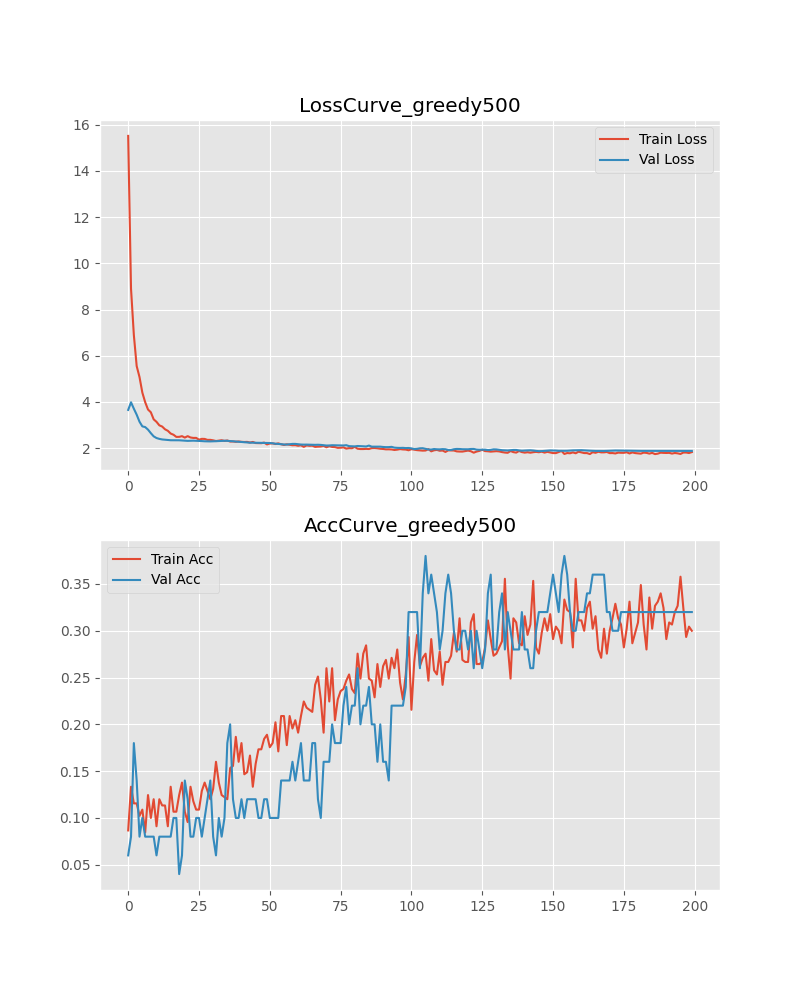 LossCurve_greedy500
16
14
12
10
8
6
4
2
Train Loss
Val Loss
0 25 50 75 100 125 150 175 200
AccCurve_greedy500
0.35
0.30
0.25
0.20
0.15
0.10
0.05
Train Acc
Val Acc
0 25 50 75 100 125 150 175 200